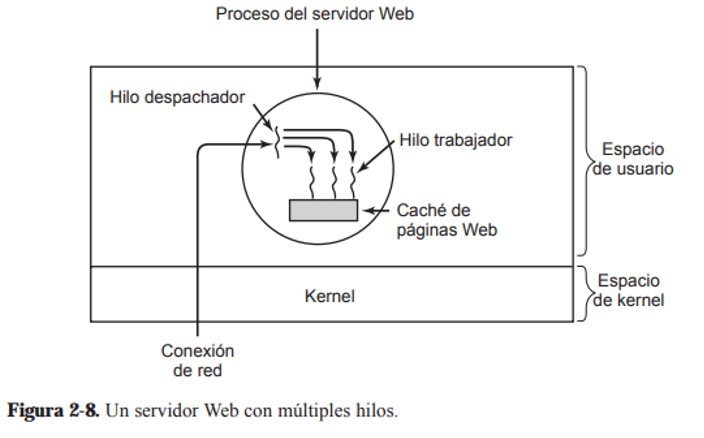 Proceso del servidor Web
Hilo despachador
Hilo trabajador
Espacio
de usuario
Caché de
páginas Web
Kernel
Espacio
de kernel
Conexión
de red
Figura 2-8. Un servidor Web con múltiples hilos.